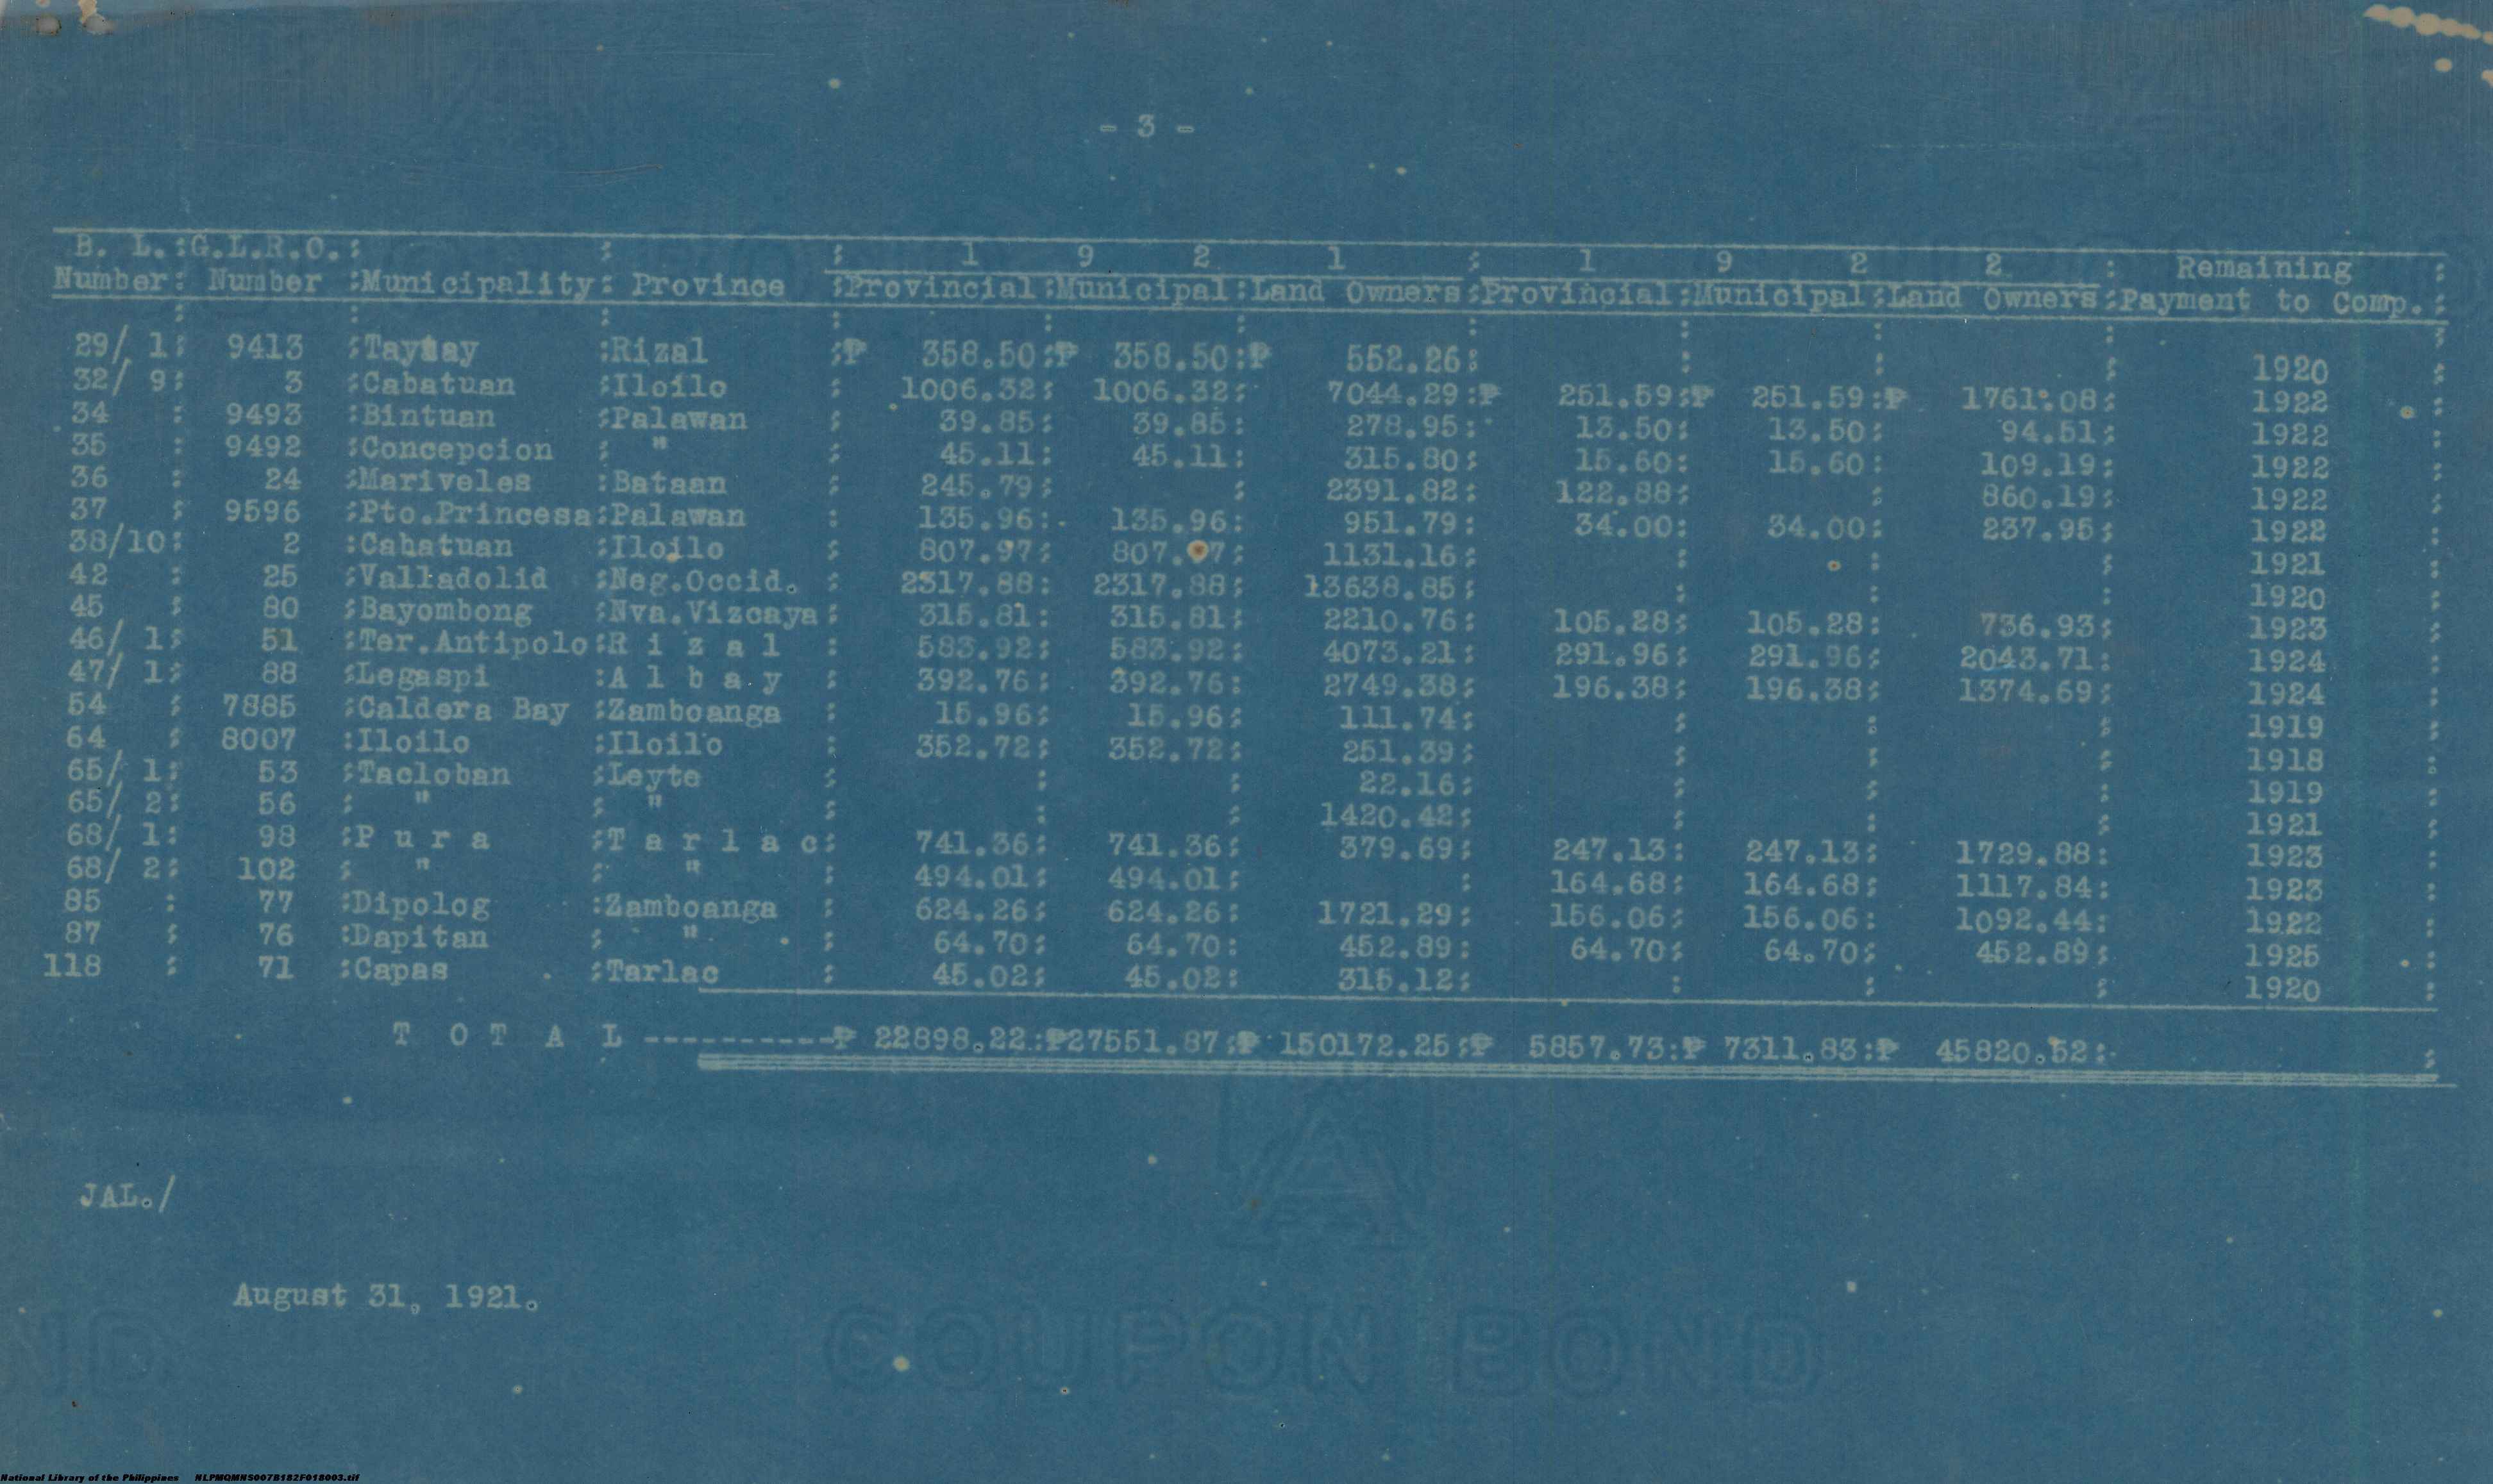 - 3 -
B. L. : G.L.R.O. : : : 1 9 2 1 : 1 9 2 2 : Remaining :
Number : Number : Municipality : Province : Provincial : Municipal : Land Owners : Provincial : Municipal : Land Owners : Payment to Comp. :
29/ 1 : 9413 : Taytay : Rizal : ₱ 358.50 : ₱ 358.50 : ₱ 552.26 : : : : 1920 :
32/ 9 : 3 : Cabatuan : Iloilo : 1006.32 : 1006.32 : 7044.29 : ₱ 251.59 : ₱ 251.59 : ₱ 1761.08 : 1922 :
34 : 9493 : Bintuan : Palawan : 39.85 : 39.85 : 278.95 : 13.50 : 13.50 : 94.51 : 1922 :
35 : 9492 : Concepcion : " : 45.11 : 45.11 : 315.80 : 15.60 : 15.60 : 109.19 : 1922 :
36 : 24 : Mariveles : Bataan : 245.79 : : 2391.82 : 122.88 : : 860.19 : 1922 :
37 : 9596 : Pto.Princesa : Palawan : 135.96 : 135.96 : 951.79 : 34.00 : 34.00 : 237.95 : 1922 :
38/10 : 2 : Cabatuan : Iloilo : 807.97 : 807.97 : 1131.16 : : : : 1921 :
42 : 25 : Valladolid : Neg.Occid. : 2317.88 : 2317.88 : 13638.85 : : : : 1920 :
45 : 80 : Bayombong : Nva.Vizcaya : 315.81 : 315.81 : 2210.76 : 105.28 : 105.28 : 736.93 : 1923 :
46/ 1 : 51 : Ter.Antipolo : R i z a l : 583.92 : 583.92 : 4073.21 : 291.96 : 291.96 : 2043.71 : 1924 :
47/ 1 : 88 : Legaspi : A l b a y : 392.76 : 392.76 : 2749.38 : 196.38 : 196.38 : 1374.69 : 1924 :
54 : 7885 : Caldera Bay : Zamboanga : 15.96 : 15.96 : 111.74 : : : : 1919 :
64 : 8007 : Iloilo : Iloilo : 352.72 : 352.72 : 251.39 : : : : 1918 :
65/ 1 : 53 : Tacloban : Leyte : : : 22.16 : : : : 1919 :
65/ 2 : 56 : " : " : : : 1420.42 : : : : 1921 :
68/ 1 : 98 : P u r a : T a r l a c : 741.36 : 741.36 : 379.69 : 247.13 : 247.13 : 1729.88 : 1923 :
68/ 2 : 102 : " : " : 494.01 : 494.01 : : 164.68 : 164.68 : 1117.84 : 1923 :
85 : 77 : Dipolog : Zamboanga : 624.26 : 624.26 : 1721.29 : 156.06 : 156.06 : 1092.44 : 1922 :
87 : 76 : Dapitan : " : 64.70 : 64.70 : 452.89 : 64.70 : 64.70 : 452.89 : 1925 :
118 : 71 : Capas : Tarlac : 45.02 : 45.02 : 315.12 : : : : 1920 :
T O T A L ---------- ₱ 22898.22 : ₱ 27551.87 : ₱ 150172.25 : ₱ 5857.73 : ₱ 7311.83 : ₱ 45820.52 : :
JAL./
August 31, 1921.
COUPON BOND
National Library of the Philippines NLPMQMNS007B182F018003.tif